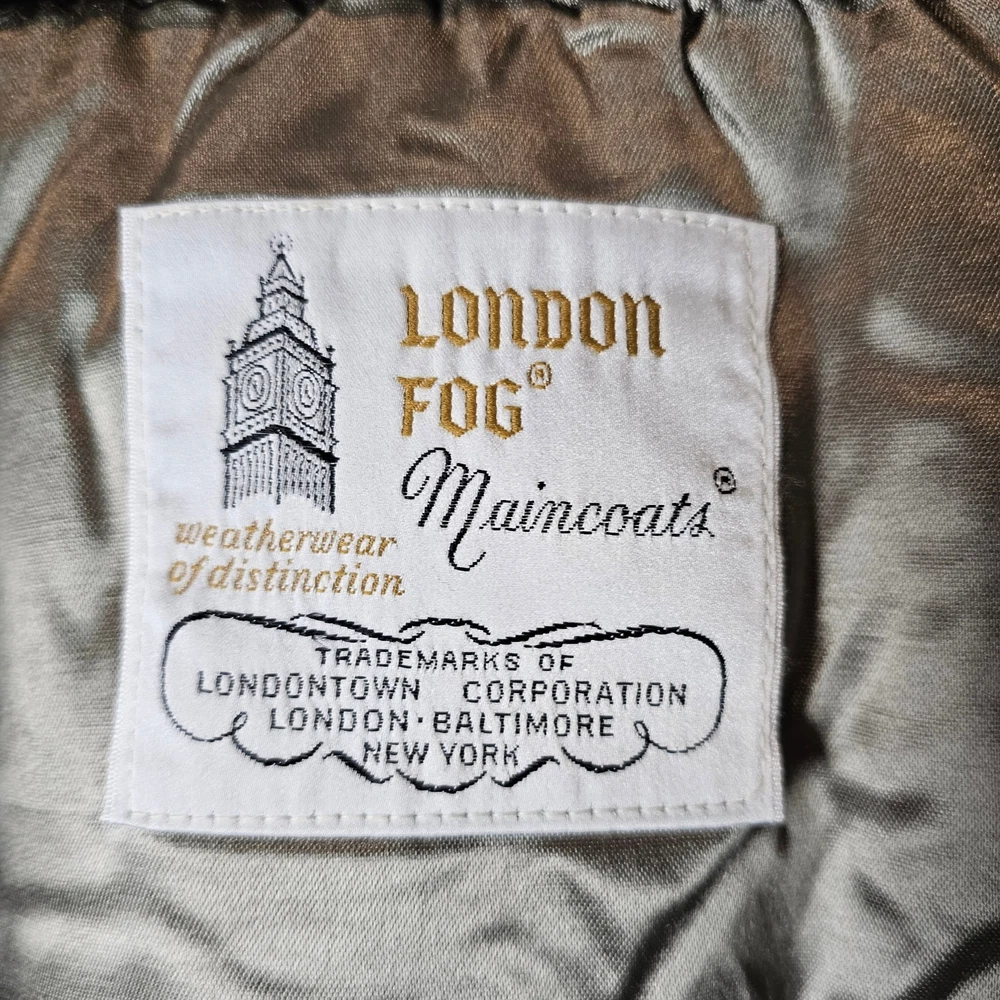 LONDON
FOG®
Maincoats®
weatherwear
of distinction
TRADEMARKS OF
LONDONTOWN CORPORATION
LONDON · BALTIMORE
NEW YORK